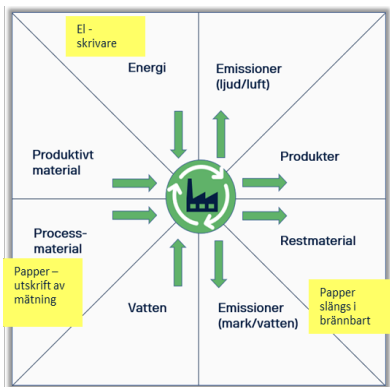 El -
skrivare
Energi
Emissioner
(ljud/luft)
Produktivt
material
Produkter
Process-
material
Restmaterial
Papper –
utskrift av
mätning
Vatten
Emissioner
(mark/vatten)
Papper
slängs i
brännbart